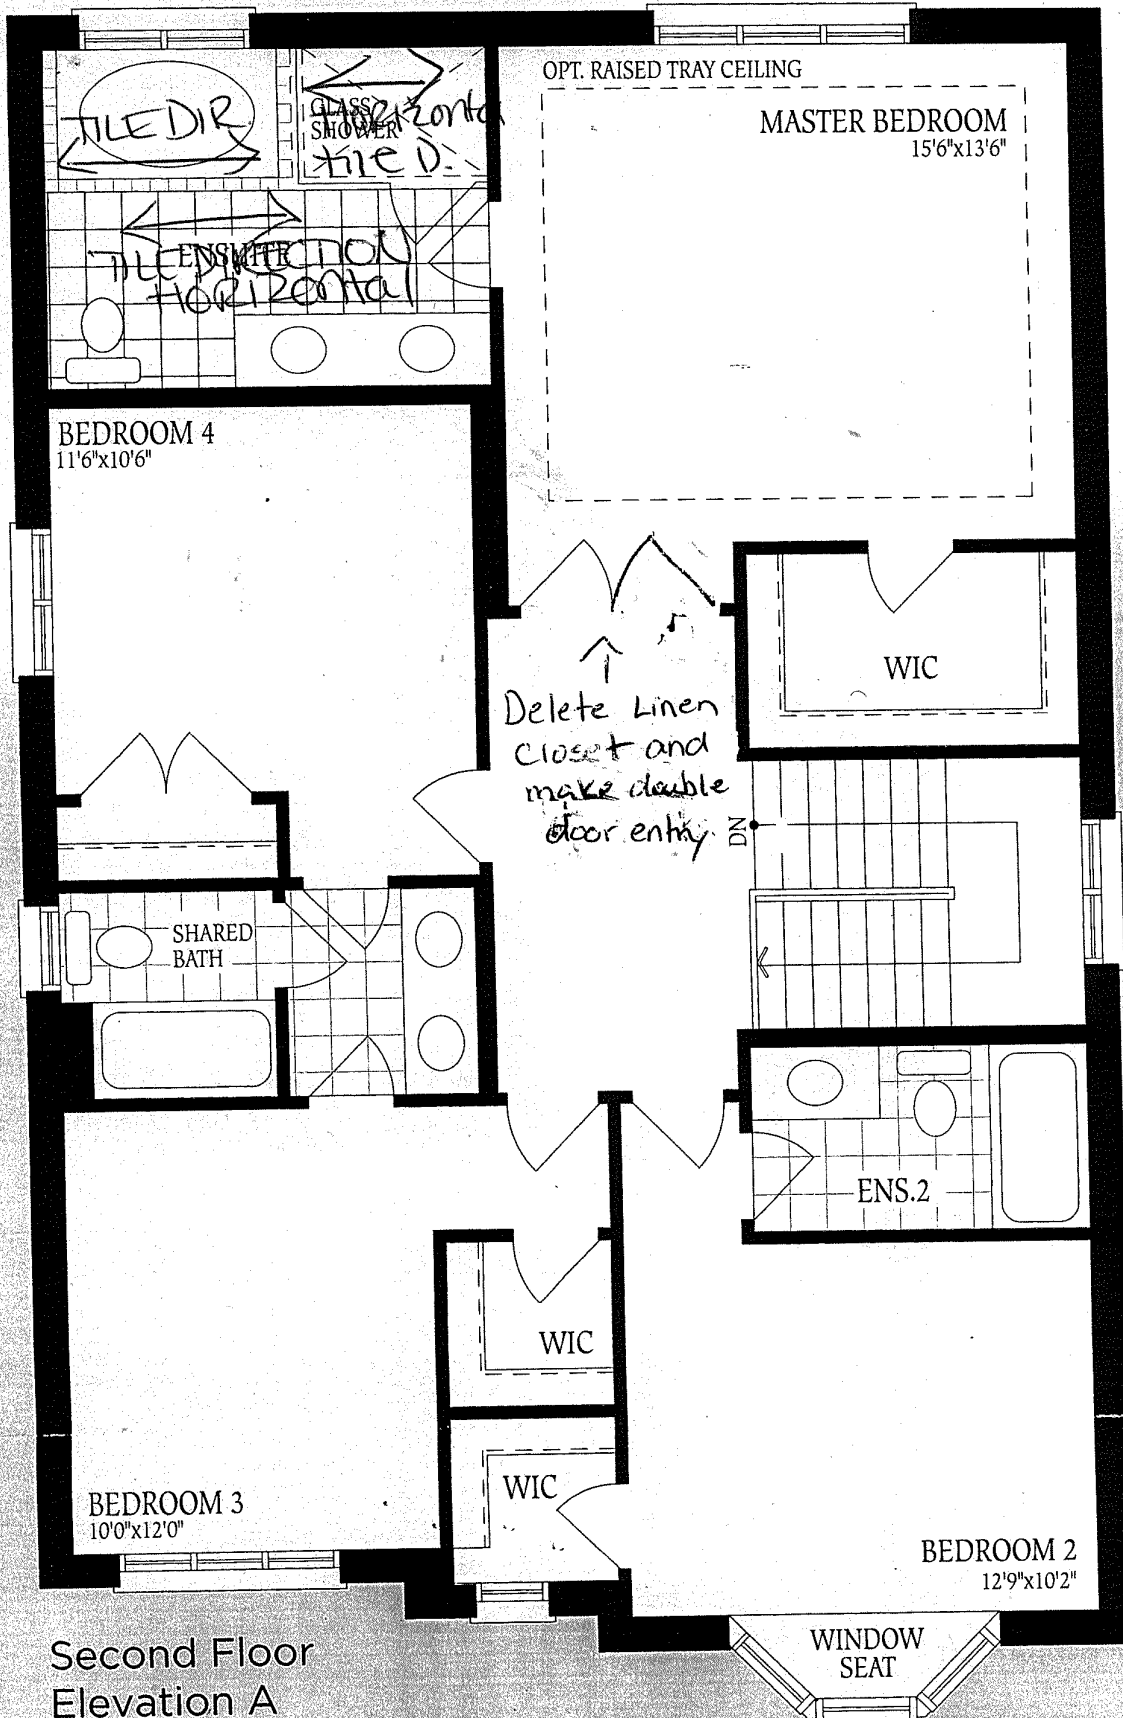 OPT. RAISED TRAY CEILING
MASTER BEDROOM
15'6"x13'6"
TILE DIR
GLASS
SHOWER
Horizontal
tile D.
ENSUITE
TILE DIRECTION
HORIZONTAL
BEDROOM 4
11'6"x10'6"
WIC
Delete Linen
closet and
make double
door entry.
DN
SHARED
BATH
ENS.2
WIC
WIC
BEDROOM 3
10'0"x12'0"
BEDROOM 2
12'9"x10'2"
WINDOW
SEAT
Second Floor
Elevation A